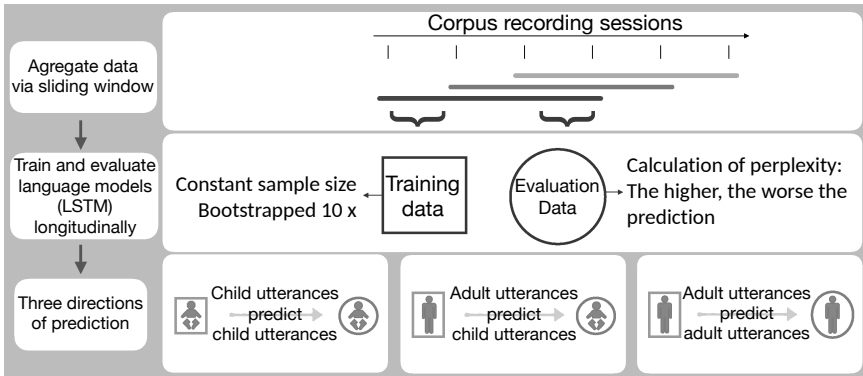 Corpus recording sessions
Agregate data
via sliding window
Train and evaluate
language models
(LSTM)
longitudinally
Constant sample size
Bootstrapped 10 x
Training
data
Evaluation
Data
Calculation of perplexity:
The higher, the worse the
prediction
Three directions
of prediction
Child utterances
predict
child utterances
Adult utterances
predict
child utterances
Adult utterances
predict
adult utterances